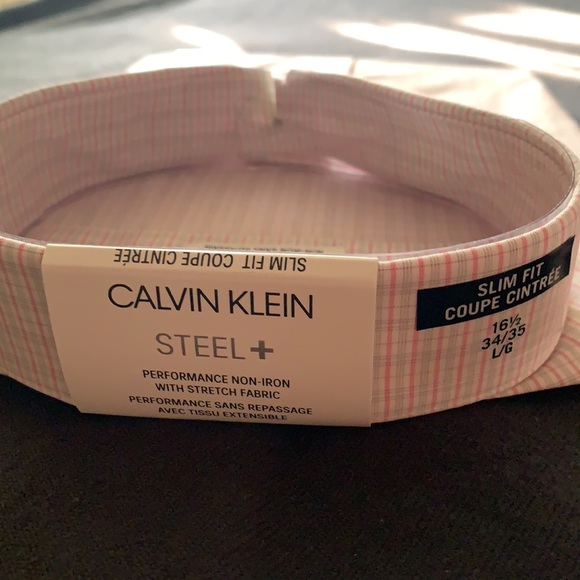 SLIM FIT COUPE CINTRÉE
CALVIN KLEIN
STEEL+
PERFORMANCE NON-IRON
WITH STRETCH FABRIC
PERFORMANCE SANS REPASSAGE
AVEC TISSU EXTENSIBLE
SLIM FIT
COUPE CINTRÉE
16½
34/35
L/G